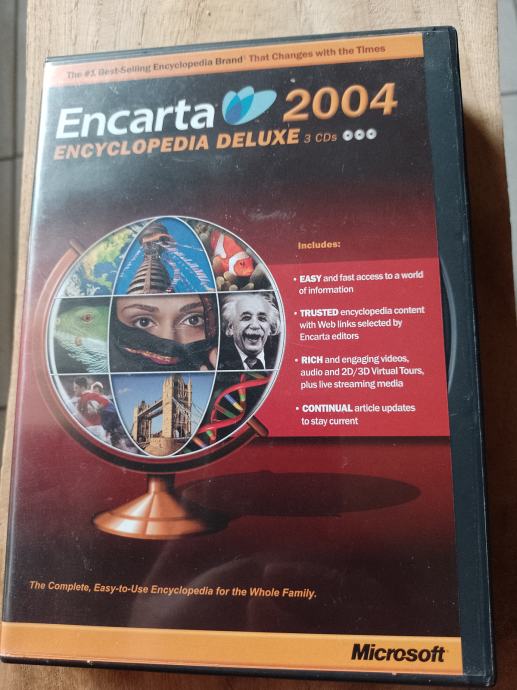 The #1 Best-Selling Encyclopedia Brand* That Changes with the Times
Encarta 2004
ENCYCLOPEDIA DELUXE 3 CDs
Includes:
• EASY and fast access to a world
of information
• TRUSTED encyclopedia content
with Web links selected by
Encarta editors
• RICH and engaging videos,
audio and 2D/3D Virtual Tours,
plus live streaming media
• CONTINUAL article updates
to stay current
The Complete, Easy-to-Use Encyclopedia for the Whole Family.
Microsoft